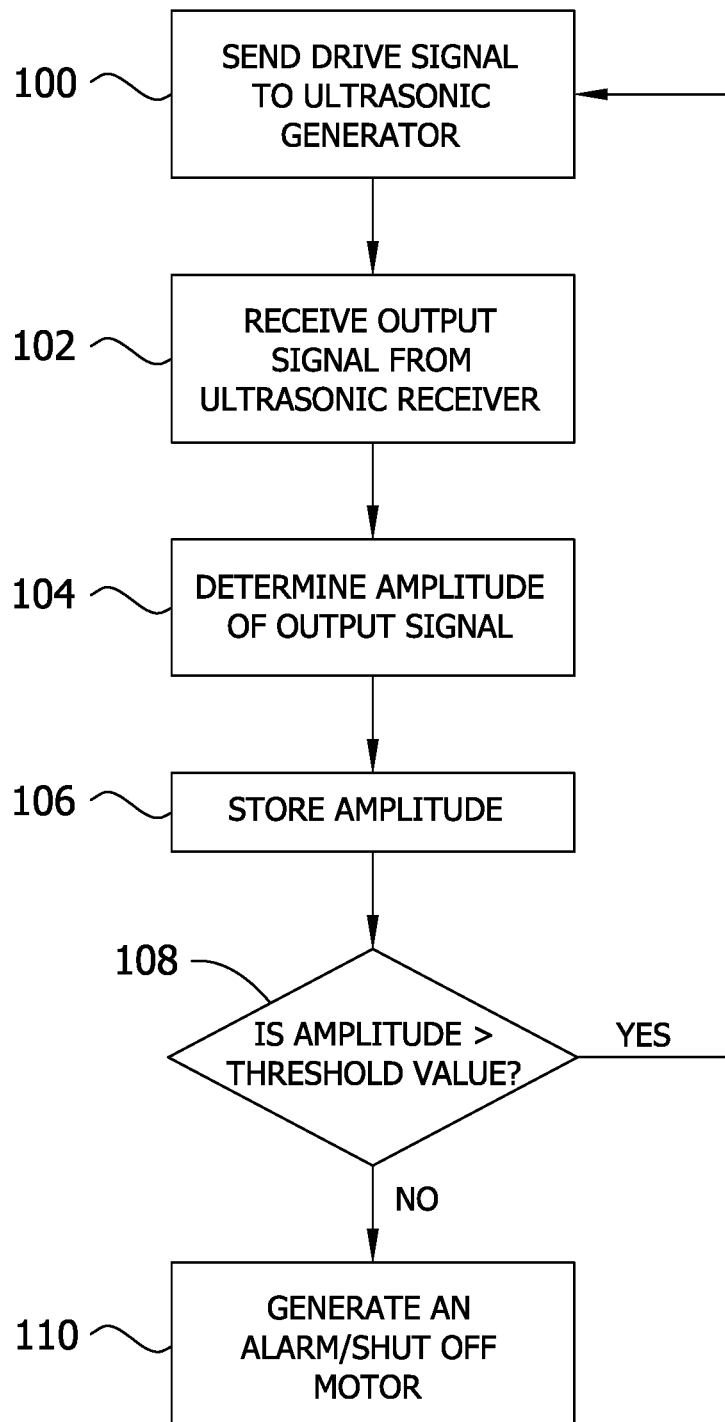 100
SEND DRIVE SIGNAL
TO ULTRASONIC
GENERATOR
102
RECEIVE OUTPUT
SIGNAL FROM
ULTRASONIC RECEIVER
104
DETERMINE AMPLITUDE
OF OUTPUT SIGNAL
106
STORE AMPLITUDE
108
IS AMPLITUDE >
THRESHOLD VALUE?
YES
NO
110
GENERATE AN
ALARM/SHUT OFF
MOTOR